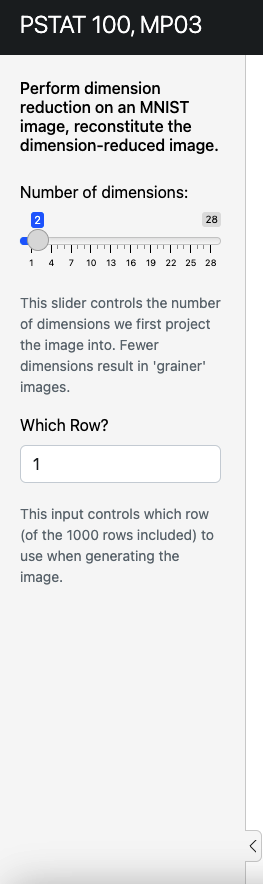 PSTAT 100, MP03
Perform dimension
reduction on an MNIST
image, reconstitute the
dimension-reduced image.
Number of dimensions:
2 28
1 4 7 10 13 16 19 22 25 28
This slider controls the number
of dimensions we first project
the image into. Fewer
dimensions result in 'grainer'
images.
Which Row?
1
This input controls which row
(of the 1000 rows included) to
use when generating the
image.